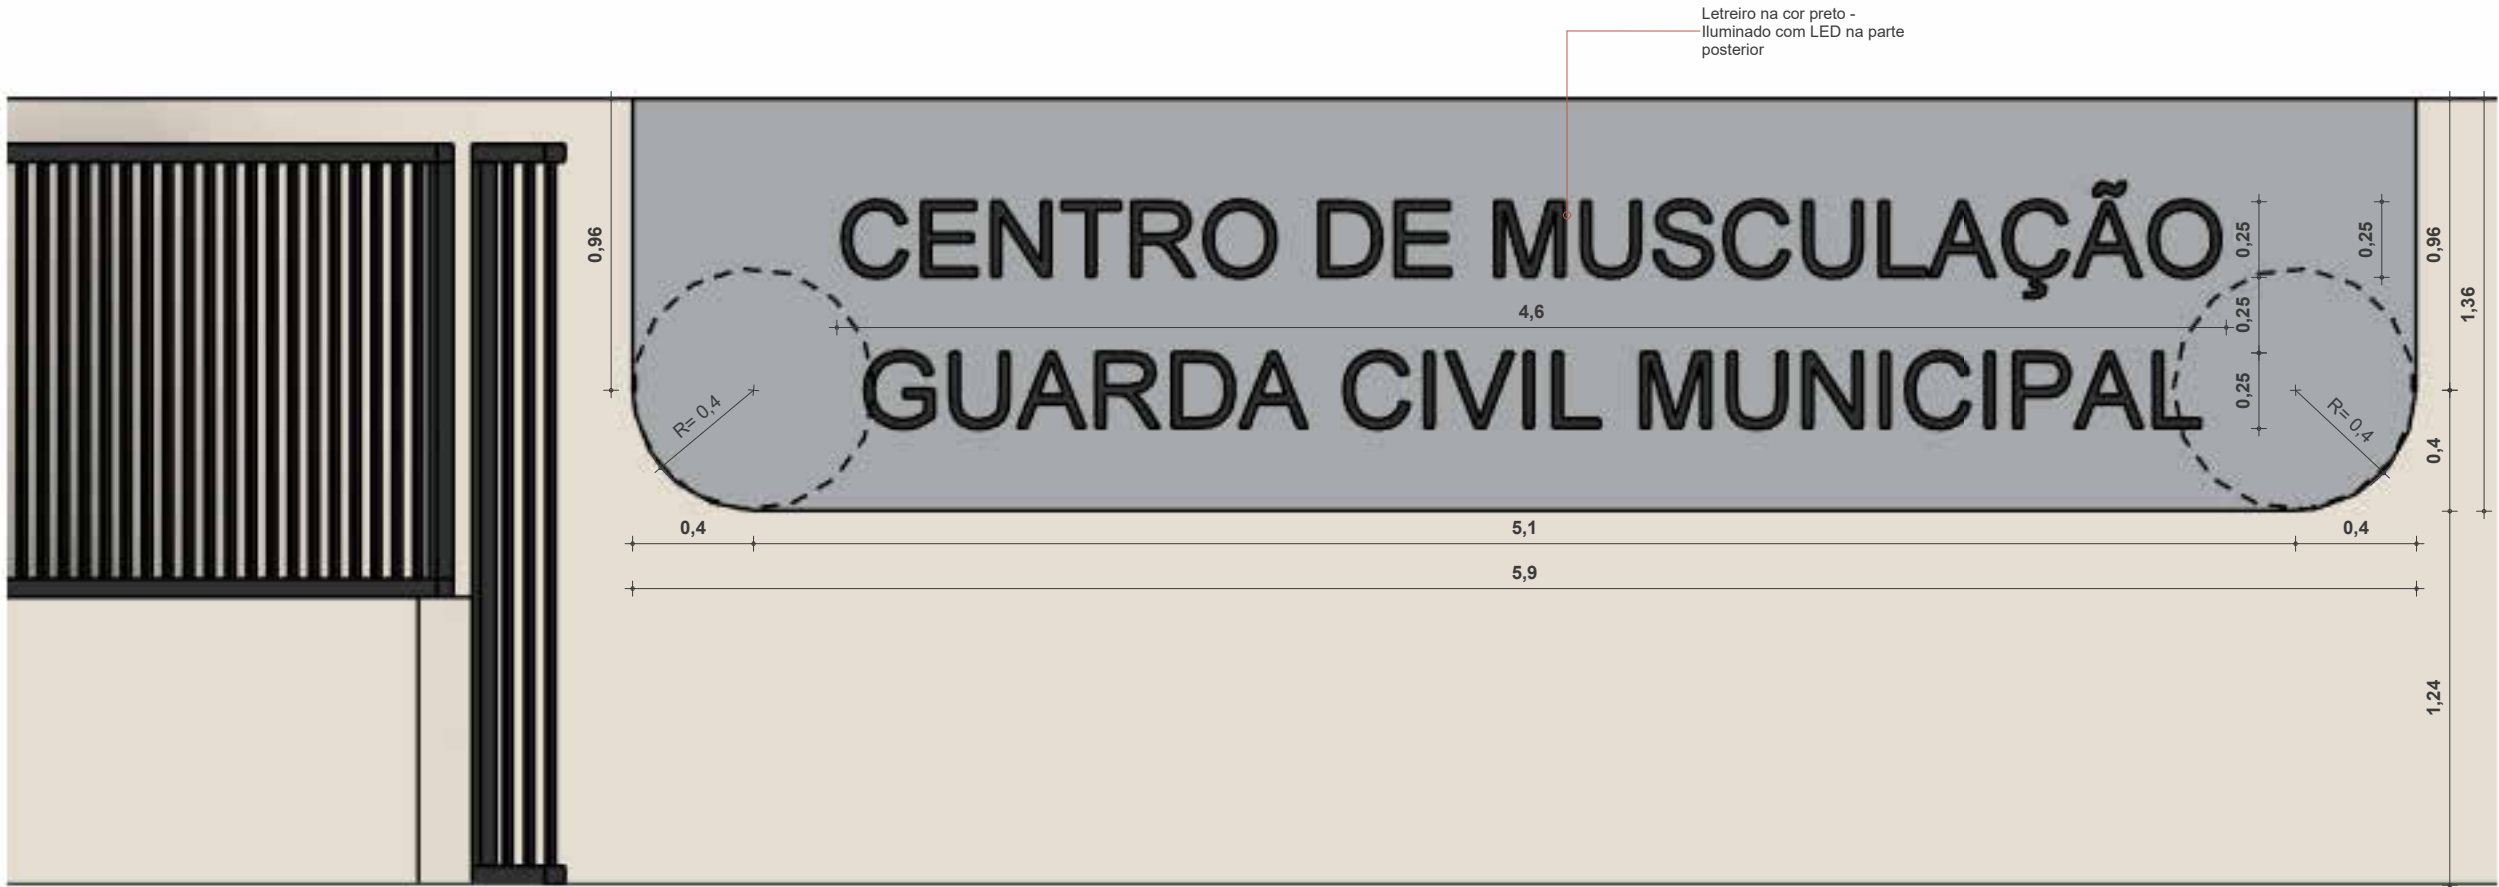 Letreiro na cor preto -
Iluminado com LED na parte
posterior
CENTRO DE MUSCULAÇÃO
GUARDA CIVIL MUNICIPAL
0,96
4,6
0,25
0,25
0,25
0,25
0,96
1,36
R= 0,4
R= 0,4
0,4
0,4
5,1
0,4
5,9
1,24